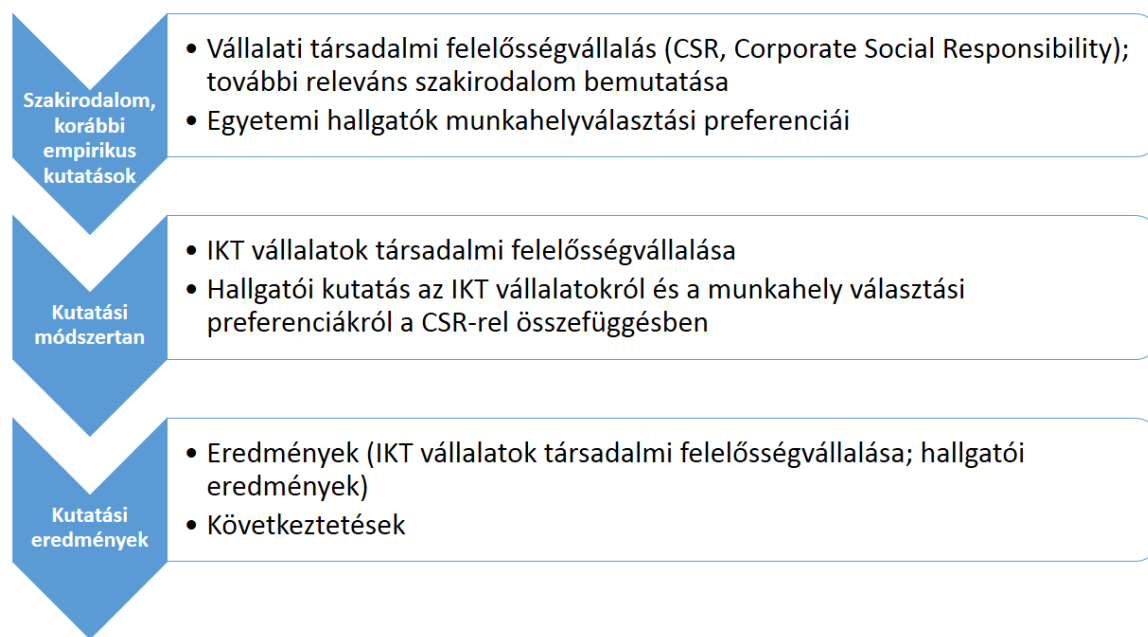 Szakirodalom,
korábbi
empirikus
kutatások
• Vállalati társadalmi felelősségvállalás (CSR, Corporate Social Responsibility);
további releváns szakirodalom bemutatása
• Egyetemi hallgatók munkahelyválasztási preferenciái
Kutatási
módszertan
• IKT vállalatok társadalmi felelősségvállalása
• Hallgatói kutatás az IKT vállalatokról és a munkahely választási
preferenciákról a CSR-rel összefüggésben
Kutatási
eredmények
• Eredmények (IKT vállalatok társadalmi felelősségvállalása; hallgatói
eredmények)
• Következtetések